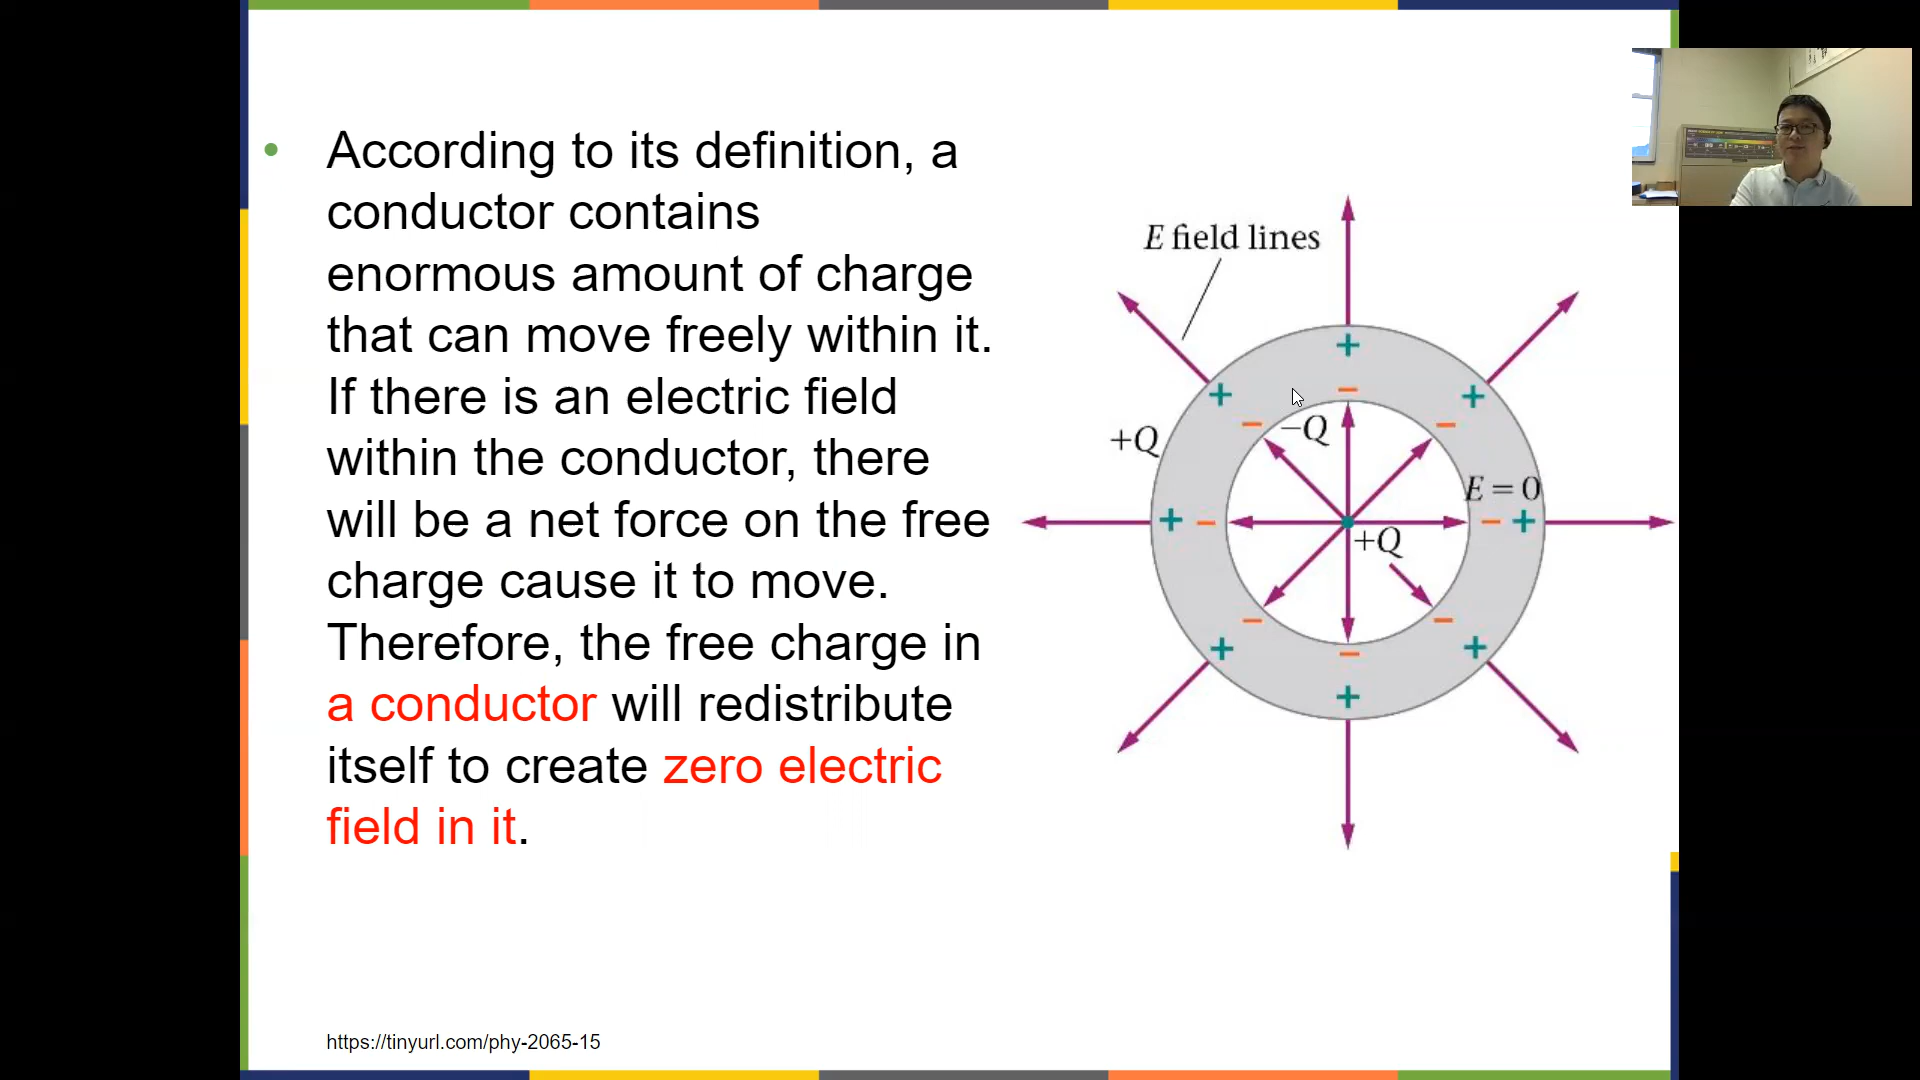 • According to its definition, a
conductor contains
enormous amount of charge
that can move freely within it.
If there is an electric field
within the conductor, there
will be a net force on the free
charge cause it to move.
Therefore, the free charge in
a conductor will redistribute
itself to create zero electric
field in it.
E field lines
+Q
−Q
E = 0
+Q
https://tinyurl.com/phy-2065-15